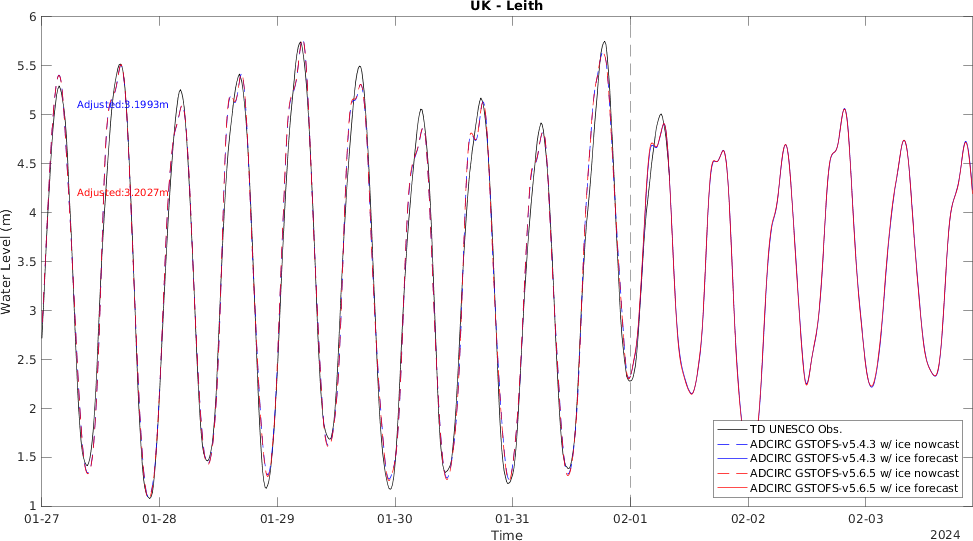 UK - Leith
6
5.5
5
4.5
4
3.5
3
2.5
2
1.5
1
Water Level (m)
Adjusted:3.1993m
Adjusted:3.2027m
TD UNESCO Obs.
ADCIRC GSTOFS-v5.4.3 w/ ice nowcast
ADCIRC GSTOFS-v5.4.3 w/ ice forecast
ADCIRC GSTOFS-v5.6.5 w/ ice nowcast
ADCIRC GSTOFS-v5.6.5 w/ ice forecast
01-27 01-28 01-29 01-30 01-31 02-01 02-02 02-03
Time
2024